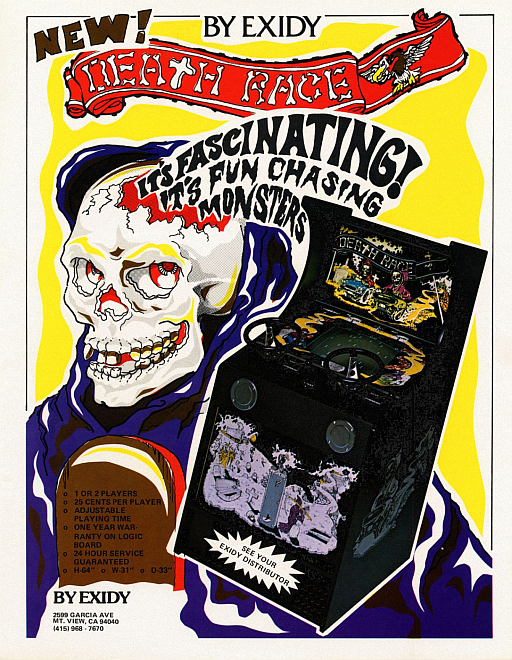 NEW!
BY EXIDY
DEATH RACE
IT'S FASCINATING!
IT'S FUN CHASING
MONSTERS
DEATH RACE
o 1 OR 2 PLAYERS
o 25 CENTS PER PLAYER
o ADJUSTABLE
PLAYING TIME
o ONE YEAR WAR-
RANTY ON LOGIC
BOARD
o 24 HOUR SERVICE
GUARANTEED
o H-64" o W-31" o D-33"
SEE YOUR
EXIDY DISTRIBUTOR
BY EXIDY
2599 GARCIA AVE
MT. VIEW, CA 94040
(415) 968 - 7670